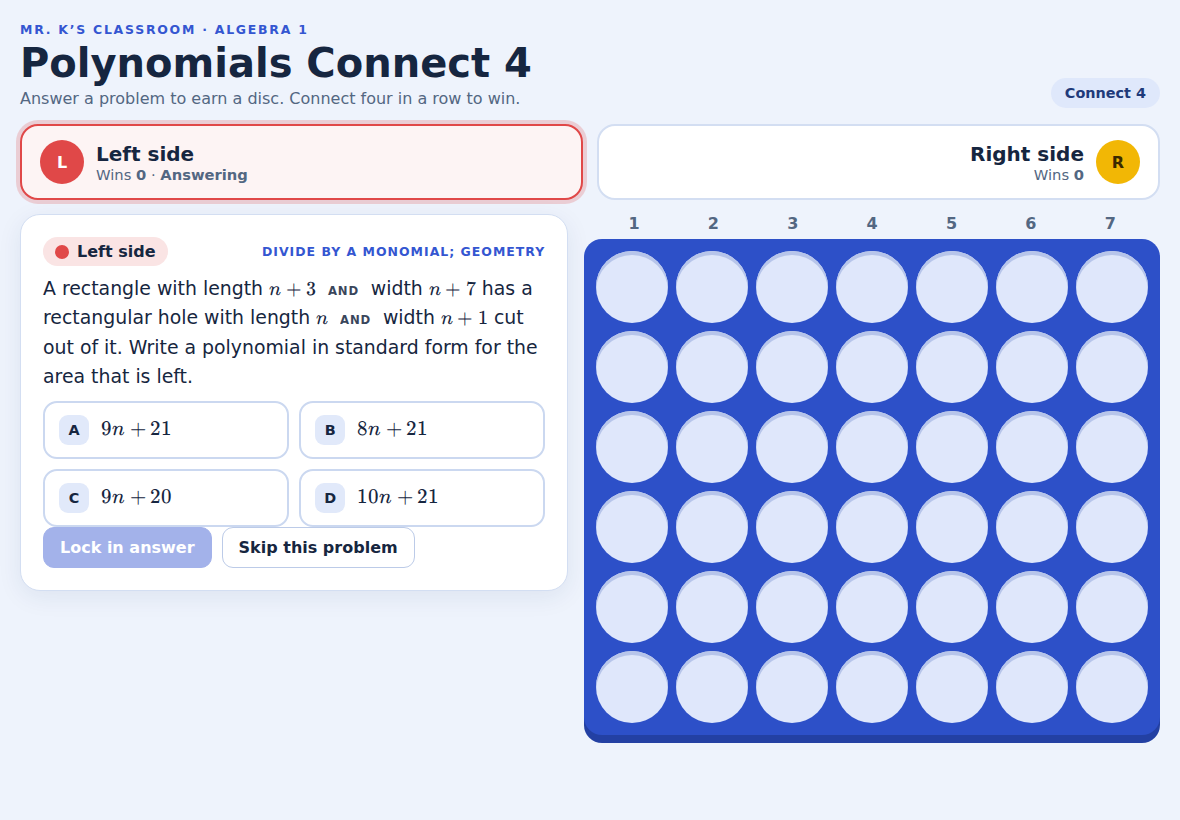 MR. K’S CLASSROOM · ALGEBRA 1
Polynomials Connect 4
Answer a problem to earn a disc. Connect four in a row to win.
Connect 4
L
Left side
Wins 0 · Answering
Right side
Wins 0
R
Left side
DIVIDE BY A MONOMIAL; GEOMETRY
A rectangle with length n + 3 AND width n + 7 has a
rectangular hole with length n AND width n + 1 cut
out of it. Write a polynomial in standard form for the
area that is left.
A 9n + 21
B 8n + 21
C 9n + 20
D 10n + 21
Lock in answer
Skip this problem
1 2 3 4 5 6 7